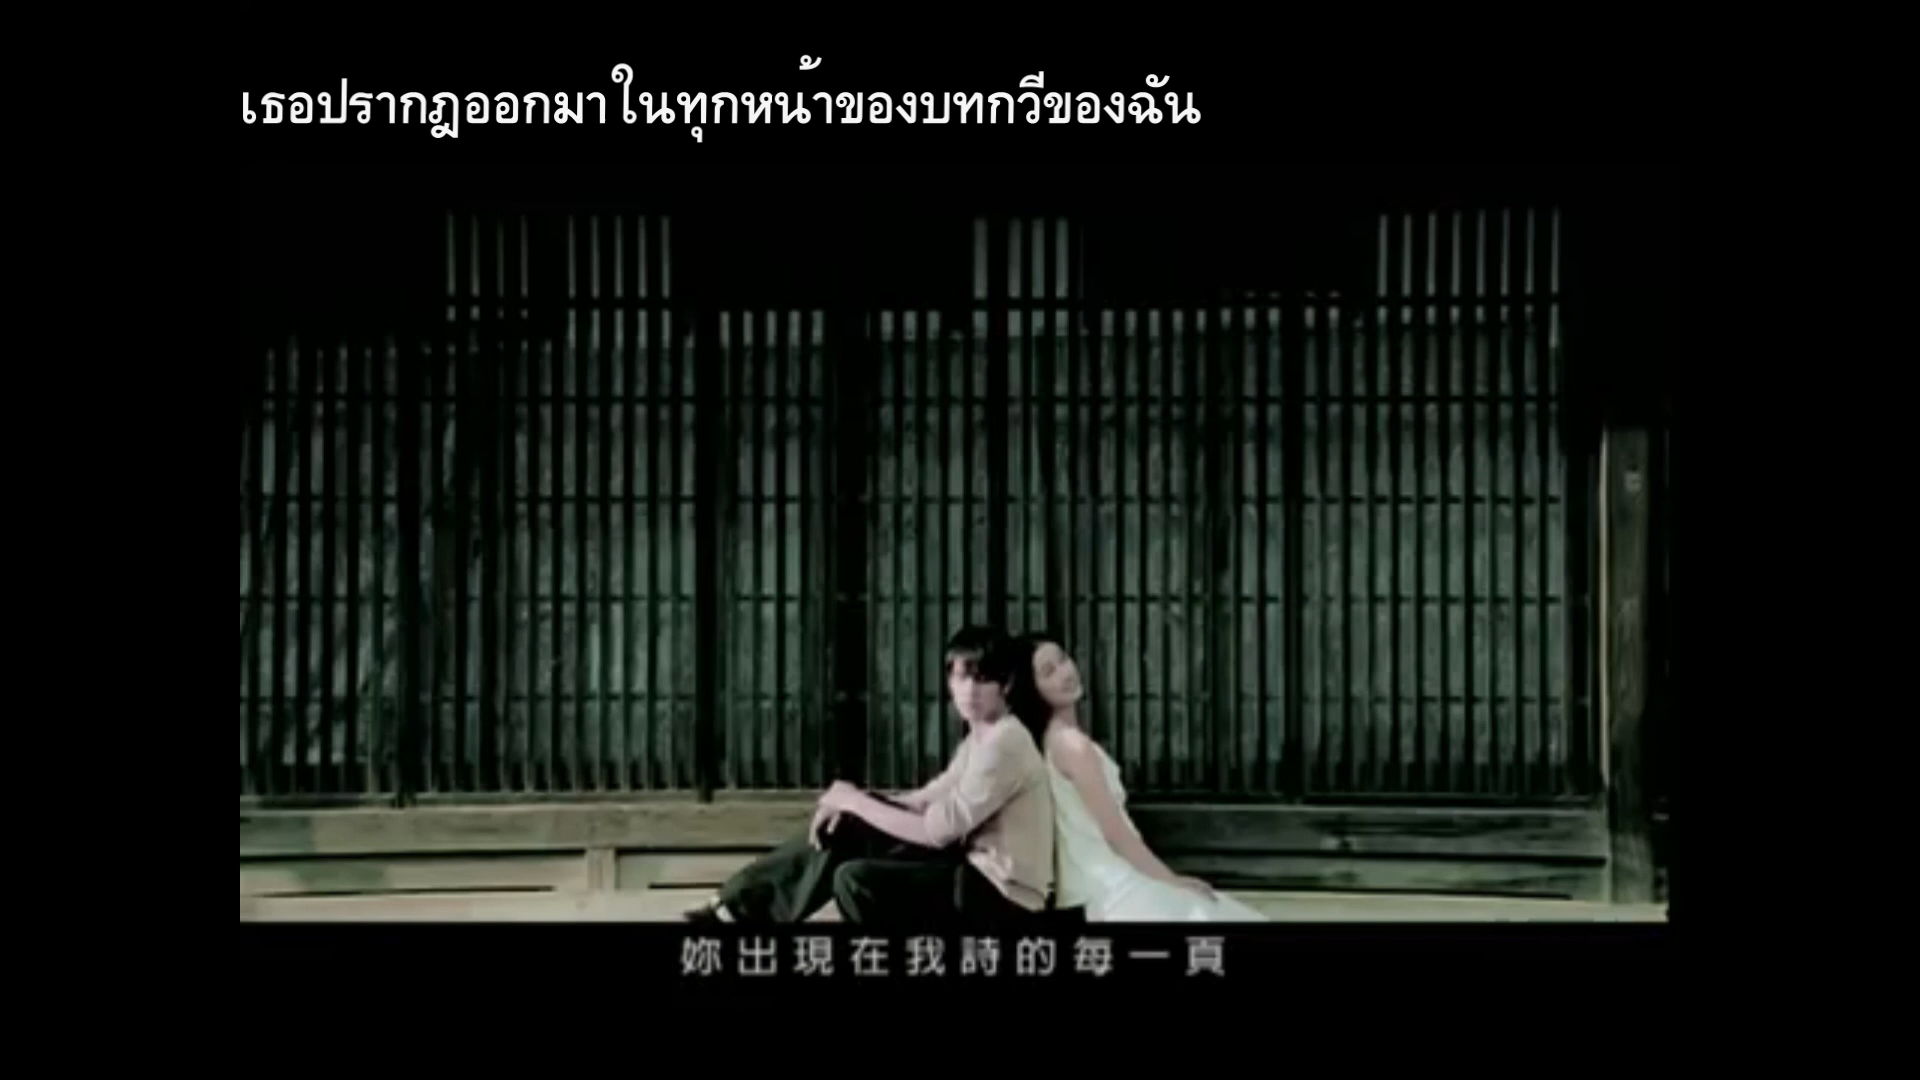 เธอปรากฎออกมาในทุกหน้าของบทกวีของฉัน
妳出現在我詩的每一頁